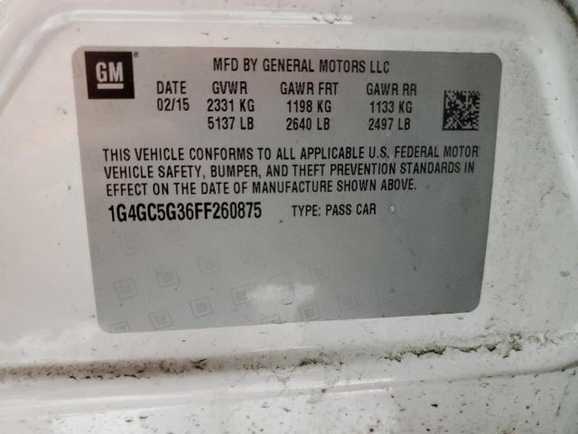 GM
MFD BY GENERAL MOTORS LLC
DATE GVWR GAWR FRT GAWR RR
02/15 2331 KG 1198 KG 1133 KG
5137 LB 2640 LB 2497 LB
THIS VEHICLE CONFORMS TO ALL APPLICABLE U.S. FEDERAL MOTOR
VEHICLE SAFETY, BUMPER, AND THEFT PREVENTION STANDARDS IN
EFFECT ON THE DATE OF MANUFACTURE SHOWN ABOVE.
1G4GC5G36FF260875 TYPE: PASS CAR